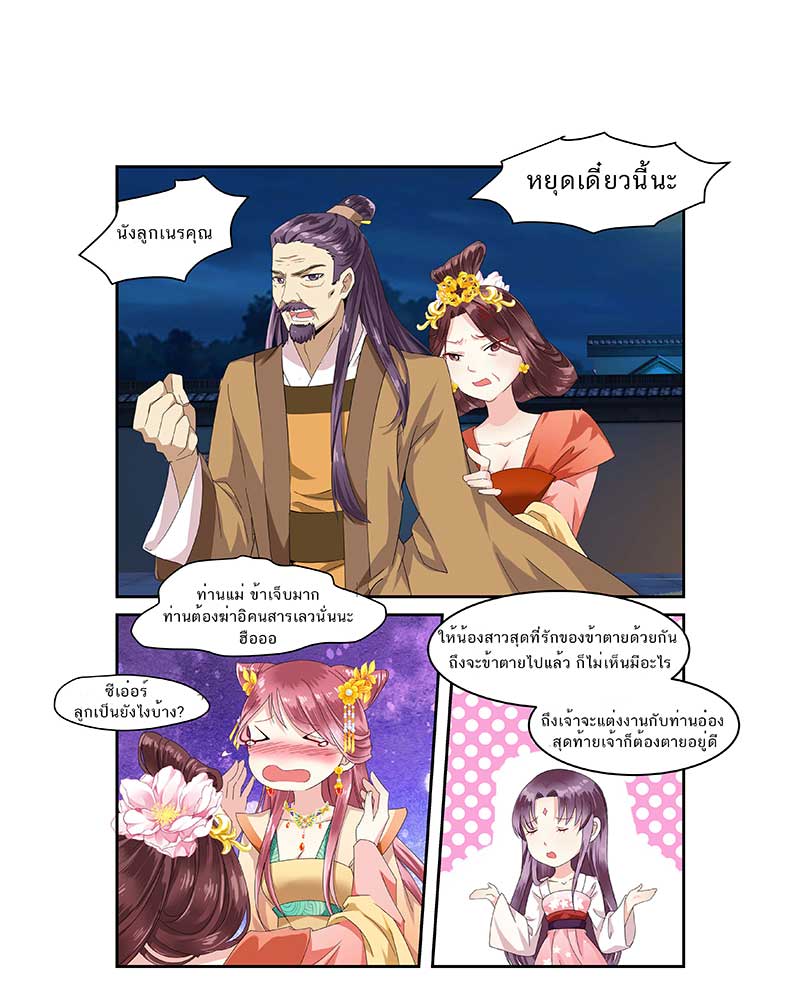 นังลูกเนรคุณ
หยุดเดี๋ยวนี้นะ
ท่านแม่ ข้าเจ็บมาก
ท่านต้องฆ่าอิคนสารเลวนั่นนะ
ฮือออ
ซีเอ๋อร์
ลูกเป็นยังไงบ้าง?
ให้น้องสาวสุดที่รักของข้าตายด้วยกัน
ถึงจะข้าตายไปแล้ว ก็ไม่เห็นมีอะไร
ถึงเจ้าจะแต่งงานกับท่านอ๋อง
สุดท้ายเจ้าก็ต้องตายอยู่ดี